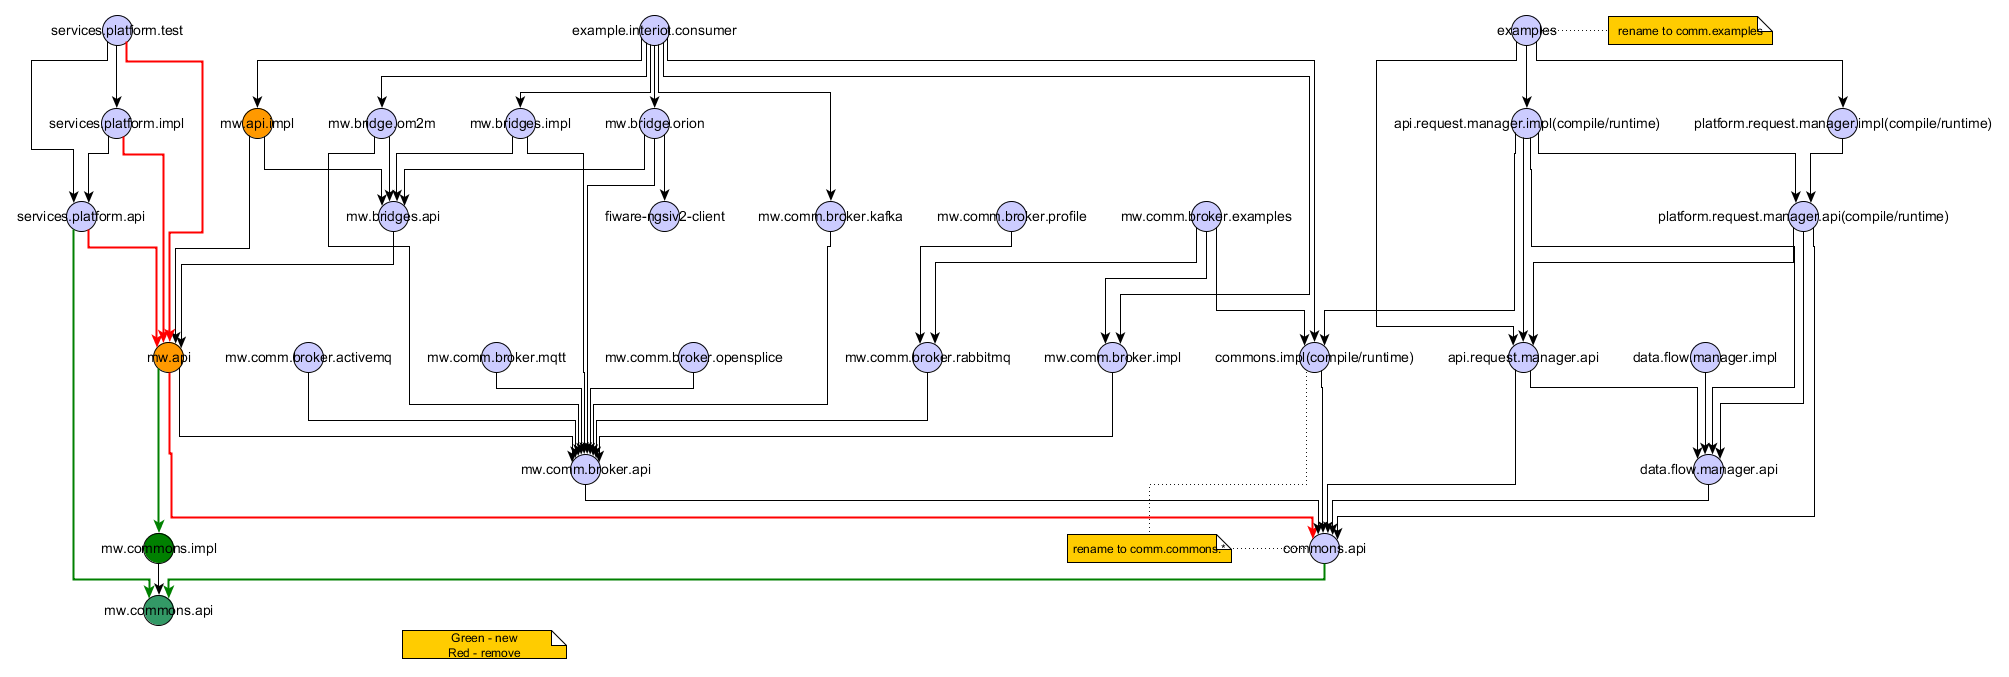 services.platform.test
example.interiot.consumer
examples
rename to comm.examples
services.platform.impl
mw.api.impl
mw.bridge.om2m
mw.bridges.impl
mw.bridge.orion
api.request.manager.impl(compile/runtime)
platform.request.manager.impl(compile/runtime)
services.platform.api
mw.bridges.api
fiware-ngsiv2-client
mw.comm.broker.kafka
mw.comm.broker.profile
mw.comm.broker.examples
platform.request.manager.api(compile/runtime)
mw.api
mw.comm.broker.activemq
mw.comm.broker.mqtt
mw.comm.broker.opensplice
mw.comm.broker.rabbitmq
mw.comm.broker.impl
commons.impl(compile/runtime)
api.request.manager.api
data.flow.manager.impl
mw.comm.broker.api
data.flow.manager.api
mw.commons.impl
rename to comm.commons.*
commons.api
mw.commons.api
Green - new
Red - remove